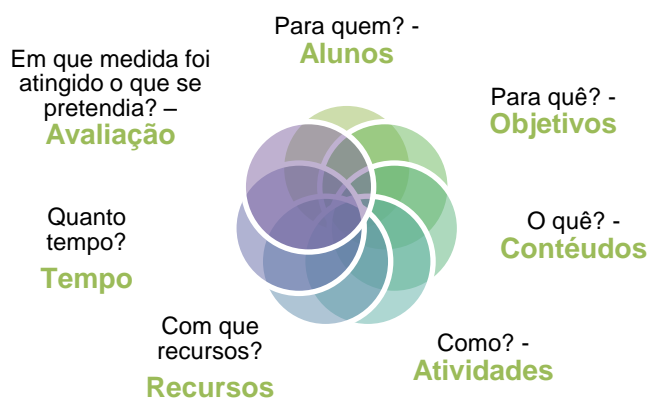 Para quem? -
Alunos
Para quê? -
Objetivos
O quê? -
Contéudos
Como? -
Atividades
Com que
recursos?
Recursos
Quanto
tempo?
Tempo
Em que medida foi
atingido o que se
pretendia? –
Avaliação